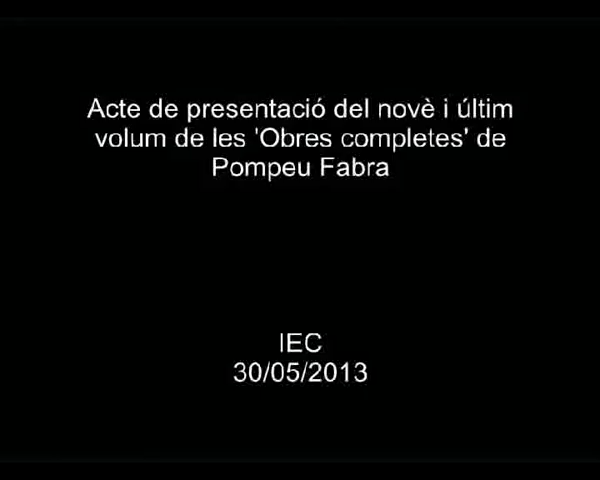 Acte de presentació del novè i últim
volum de les 'Obres completes' de
Pompeu Fabra
IEC
30/05/2013